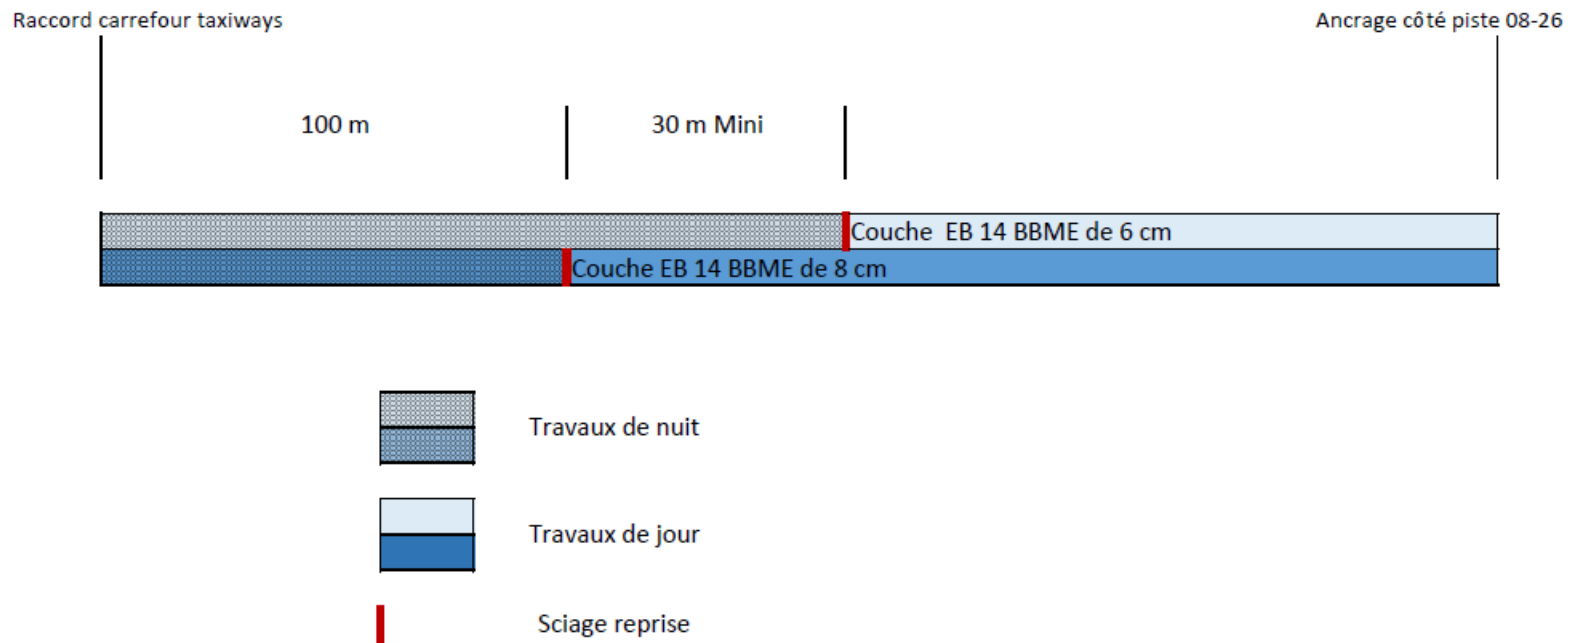 Raccord carrefour taxiways
Ancrage côté piste 08-26
100 m
30 m Mini
Couche EB 14 BBME de 6 cm
Couche EB 14 BBME de 8 cm
Travaux de nuit
Travaux de jour
Sciage reprise